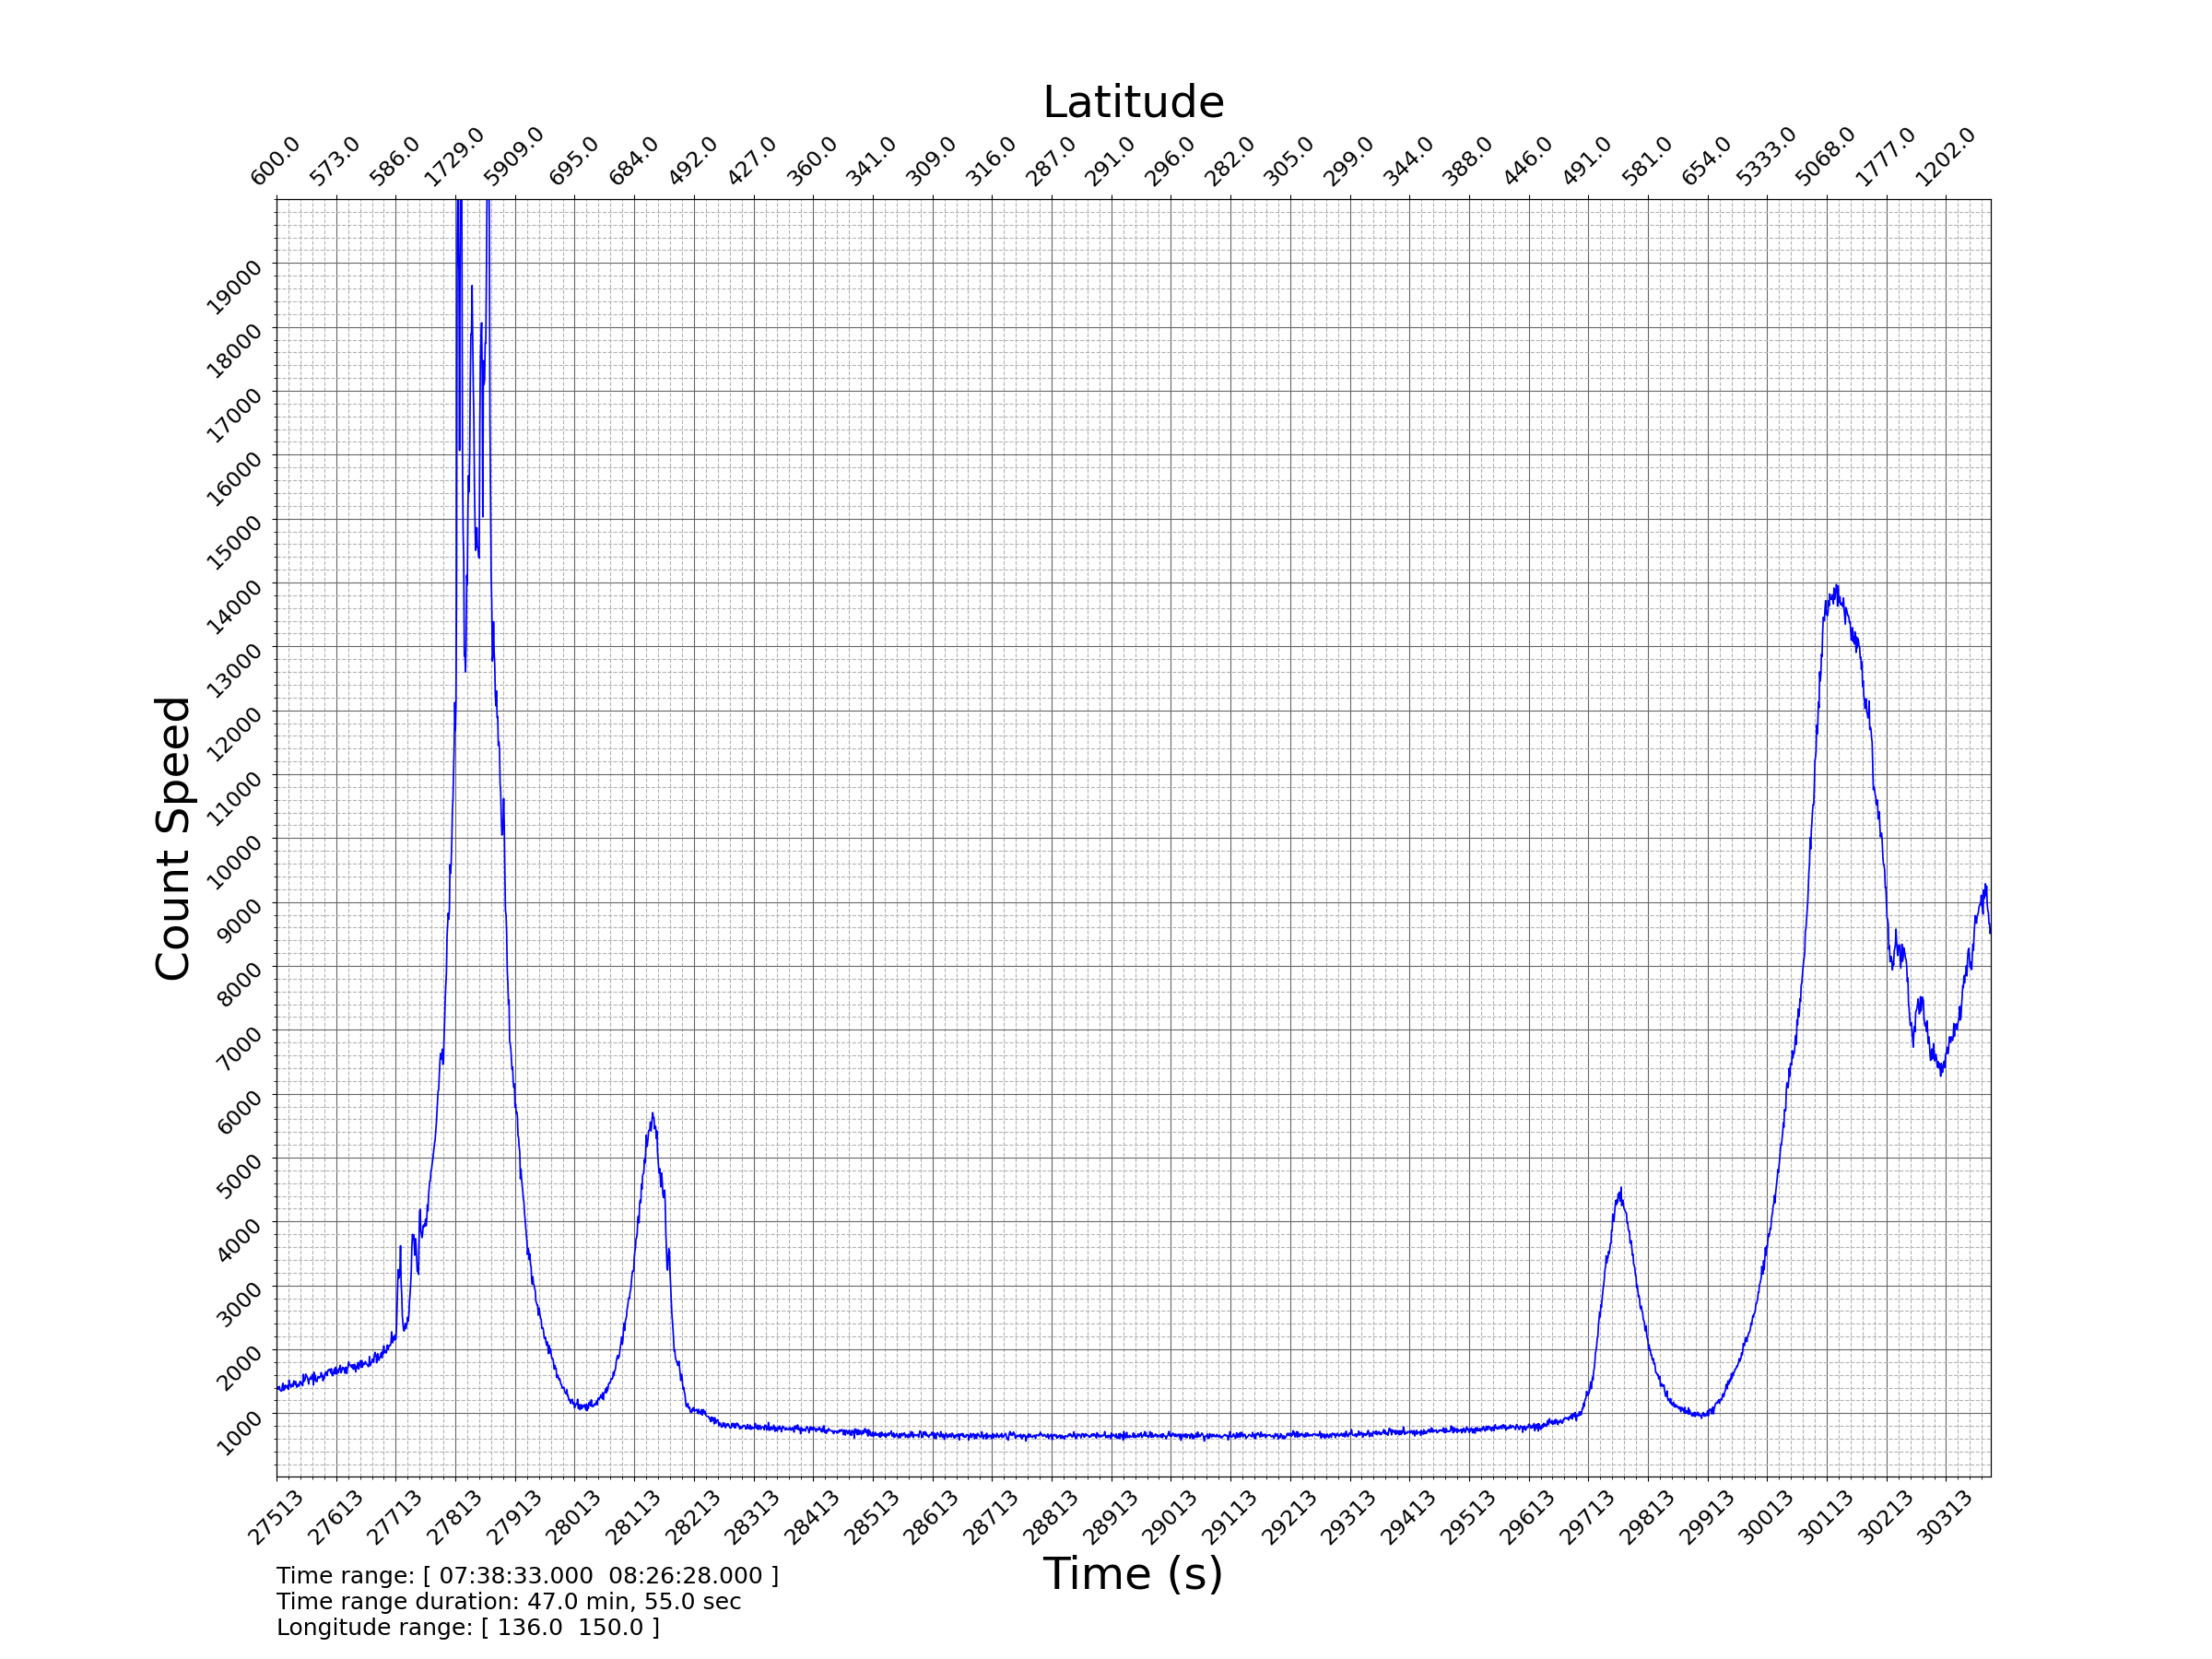 Latitude
600.0 573.0 586.0 1729.0 5909.0 695.0 684.0 492.0 427.0 360.0 341.0 309.0 316.0 287.0 291.0 296.0 282.0 305.0 299.0 344.0 388.0 446.0 491.0 581.0 654.0 5333.0 5068.0 1777.0 1202.0
19000
18000
17000
16000
15000
14000
13000
12000
11000
10000
9000
8000
7000
6000
5000
4000
3000
2000
1000
Count Speed
27513 27613 27713 27813 27913 28013 28113 28213 28313 28413 28513 28613 28713 28813 28913 29013 29113 29213 29313 29413 29513 29613 29713 29813 29913 30013 30113 30213 30313
Time (s)
Time range: [ 07:38:33.000  08:26:28.000 ]
Time range duration: 47.0 min, 55.0 sec
Longitude range: [ 136.0  150.0 ]